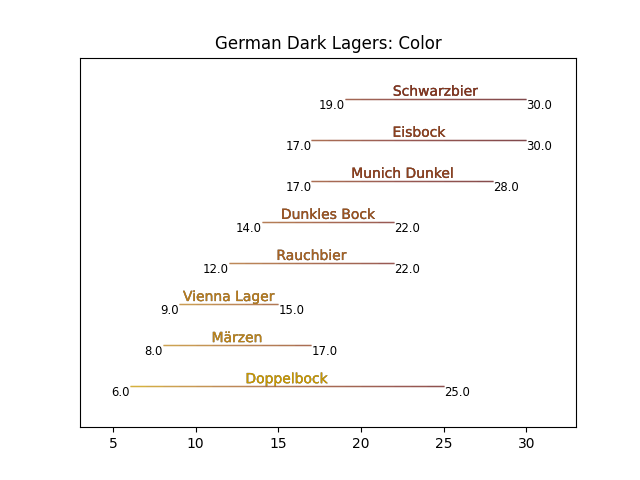 German Dark Lagers: Color
Schwarzbier
19.0 30.0
Eisbock
17.0 30.0
Munich Dunkel
17.0 28.0
Dunkles Bock
14.0 22.0
Rauchbier
12.0 22.0
Vienna Lager
9.0 15.0
Märzen
8.0 17.0
Doppelbock
6.0 25.0
5 10 15 20 25 30